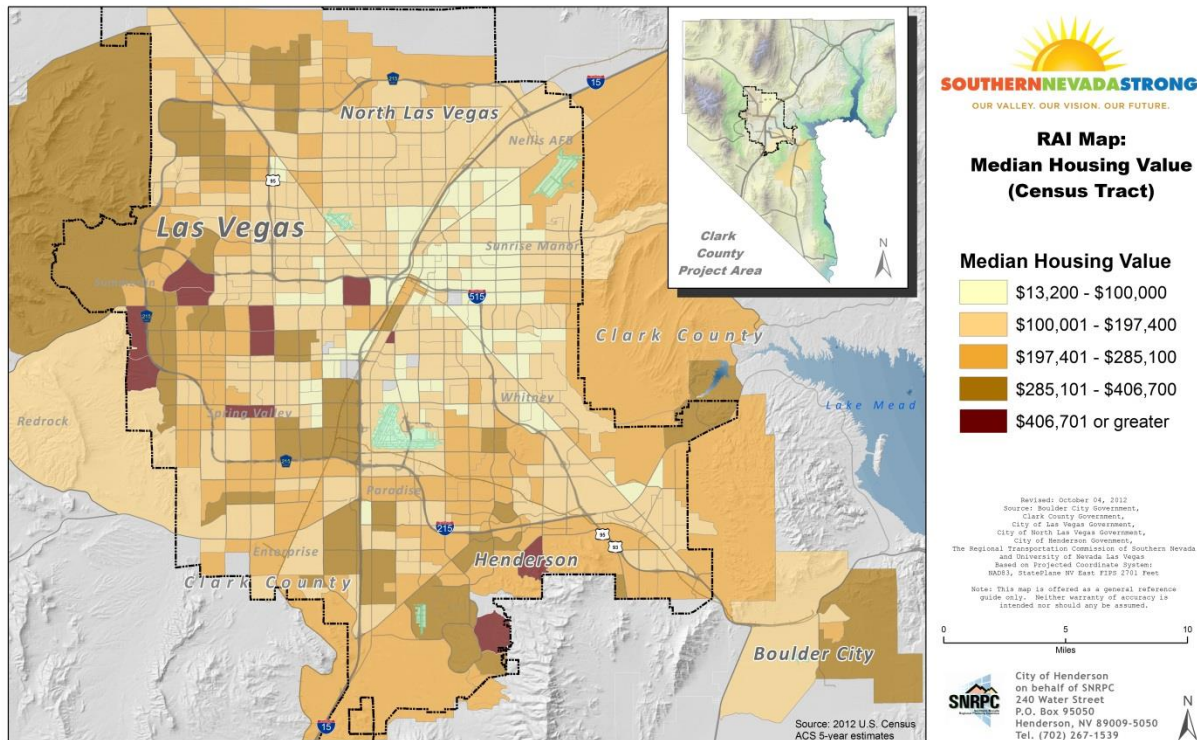 North Las Vegas
Nellis AFB
Las Vegas
Sunrise Manor
Summerlin
Clark County
Redrock
Spring Valley
Whitney
Lake Mead
Paradise
Enterprise
Clark County
Henderson
Boulder City
215
15
95
515
215
215
215
95
93
15
Clark
County
Project Area
N
Source: 2012 U.S. Census
ACS 5-year estimates
SOUTHERNNEVADASTRONG
OUR VALLEY. OUR VISION. OUR FUTURE.
RAI Map:
Median Housing Value
(Census Tract)
Median Housing Value
$13,200 - $100,000
$100,001 - $197,400
$197,401 - $285,100
$285,101 - $406,700
$406,701 or greater
Revised: October 04, 2012
Source: Boulder City Government,
Clark County Government,
City of Las Vegas Government,
City of North Las Vegas Government,
City of Henderson Govenment,
The Regional Transportation Commission of Southern Nevada
and University of Nevada Las Vegas
Based on Projected Coordinate System:
NAD83, StatePlane NV East FIPS 2701 Feet
Note: This map is offered as a general reference
guide only. Neither warranty of accuracy is
intended nor should any be assumed.
0 5 10
Miles
SNRPC
City of Henderson
on behalf of SNRPC
240 Water Street
P.O. Box 95050
Henderson, NV 89009-5050
Tel. (702) 267-1539
N